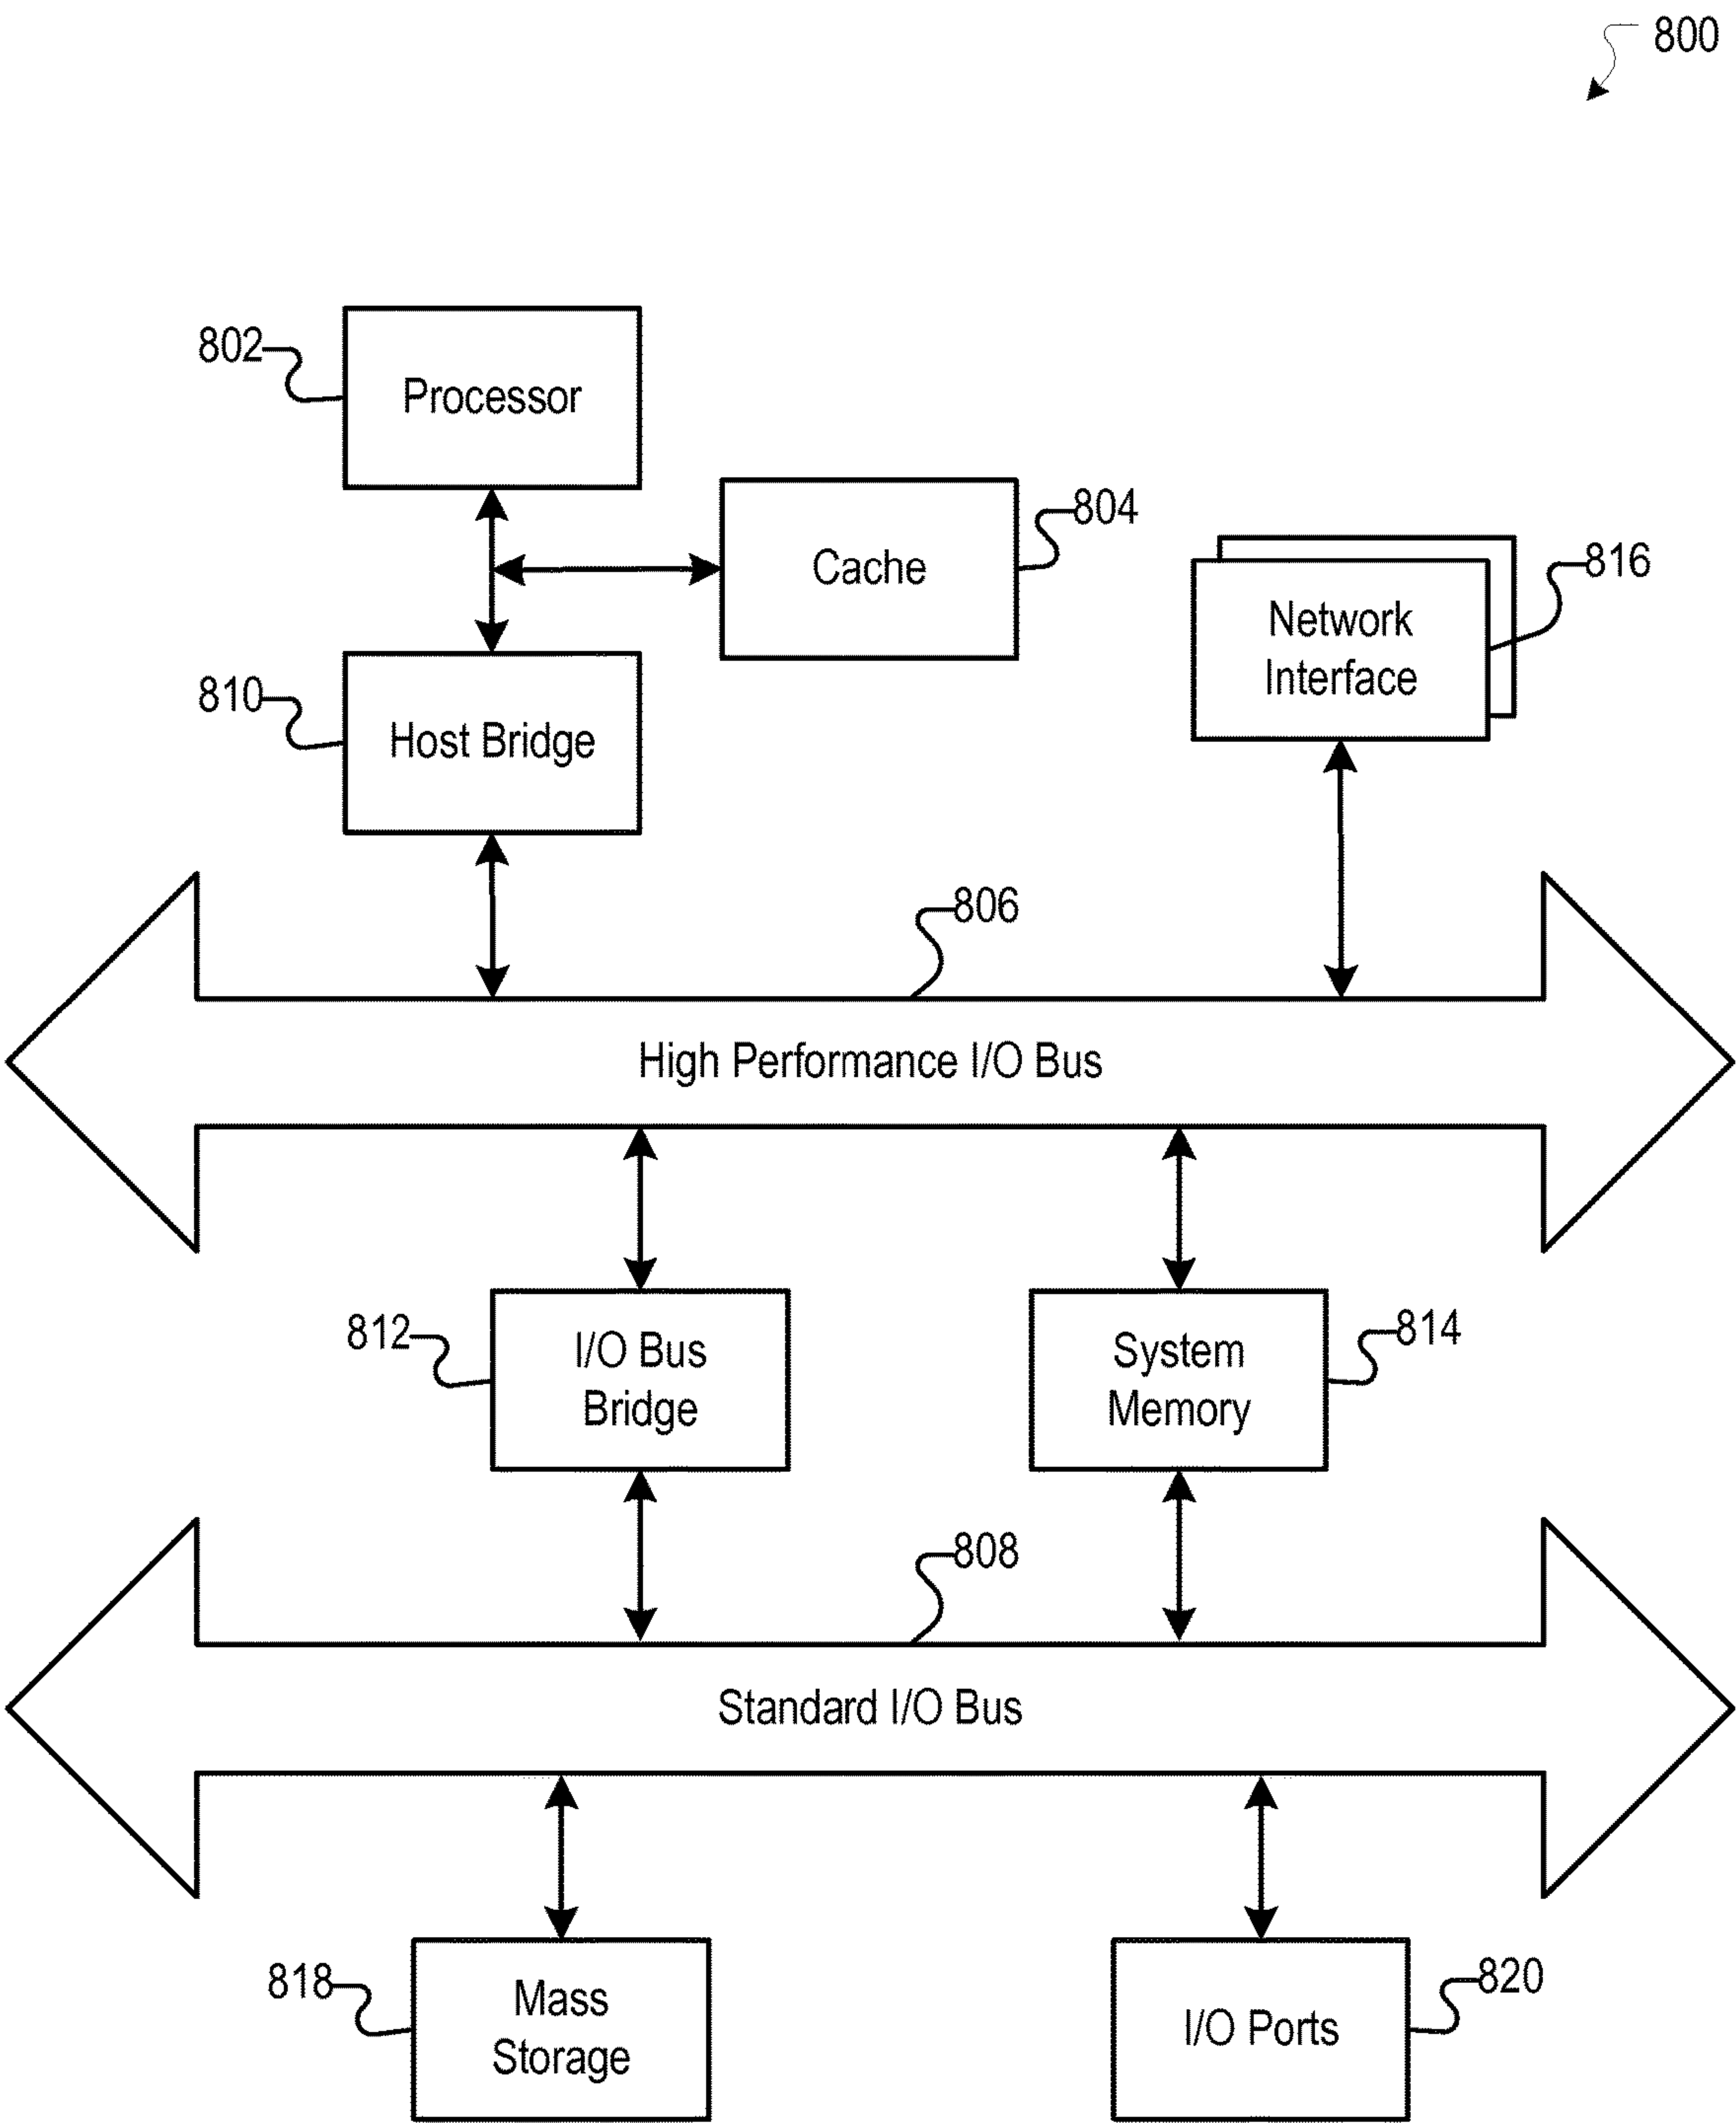 800
802
Processor
804
Cache
816
Network
Interface
810
Host Bridge
806
High Performance I/O Bus
812
I/O Bus
Bridge
814
System
Memory
808
Standard I/O Bus
818
Mass
Storage
820
I/O Ports